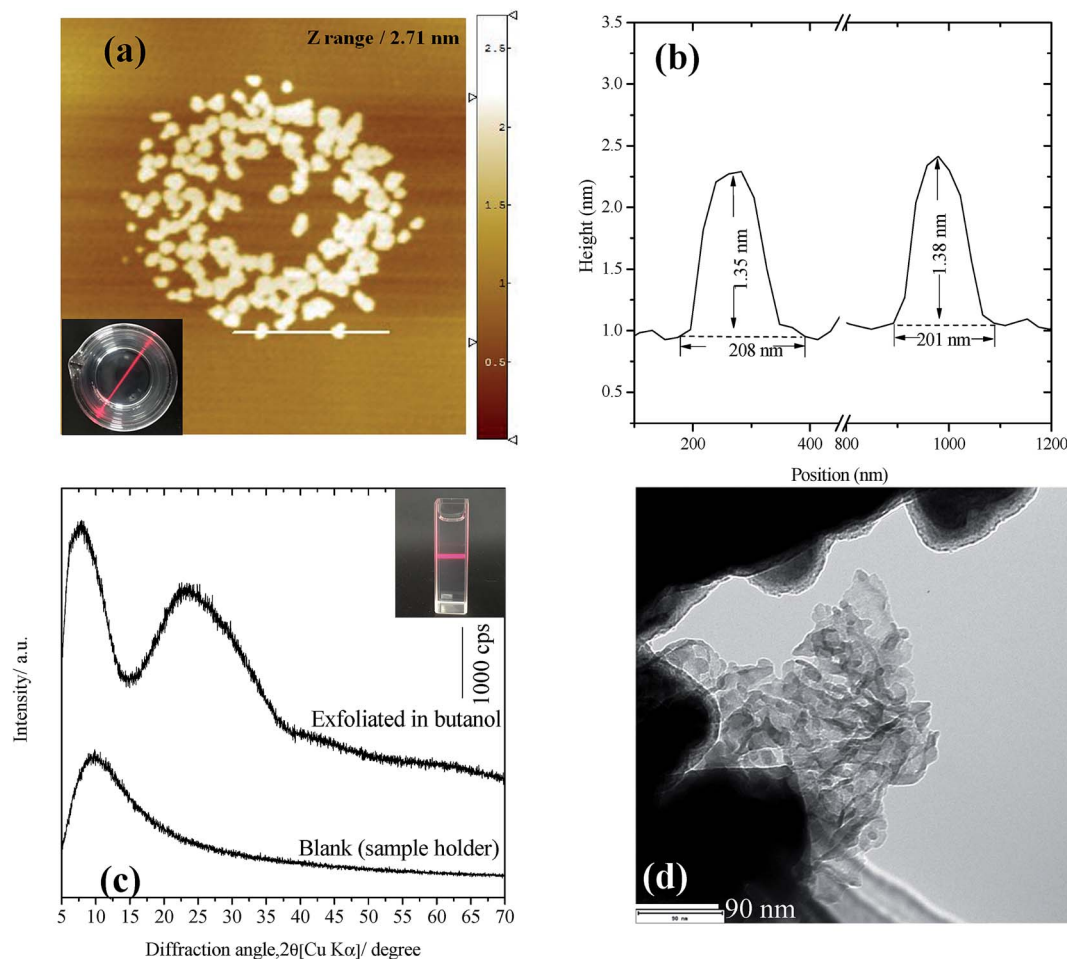 (a)
Z range / 2.71 nm
2.5
2
1.5
1
0.5
(b)
3.5
3.0
2.5
2.0
1.5
1.0
0.5
Height (nm)
1.35 nm
1.38 nm
208 nm
201 nm
200
400
800
1000
1200
Position (nm)
Intensity/ a.u.
1000 cps
Exfoliated in butanol
Blank (sample holder)
(c)
5 10 15 20 25 30 35 40 45 50 55 60 65 70
Diffraction angle,2θ[Cu Kα]/ degree
(d)
90 nm
90 nm